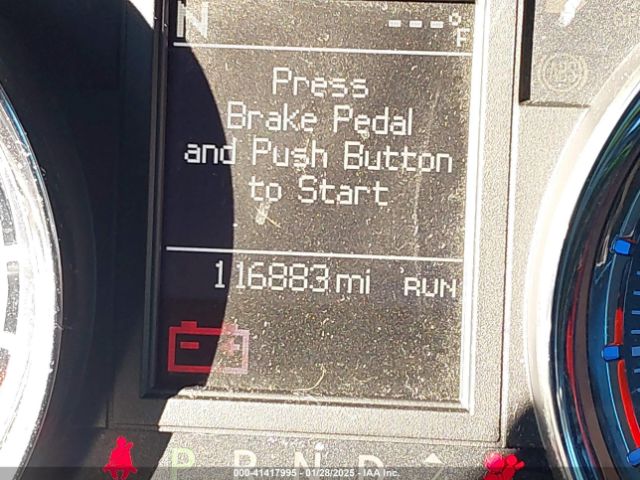 N ---°F
Press
Brake Pedal
and Push Button
to Start
116883 mi RUN
P R N D
000-41417995 - 01/28/2025 - IAA Inc.